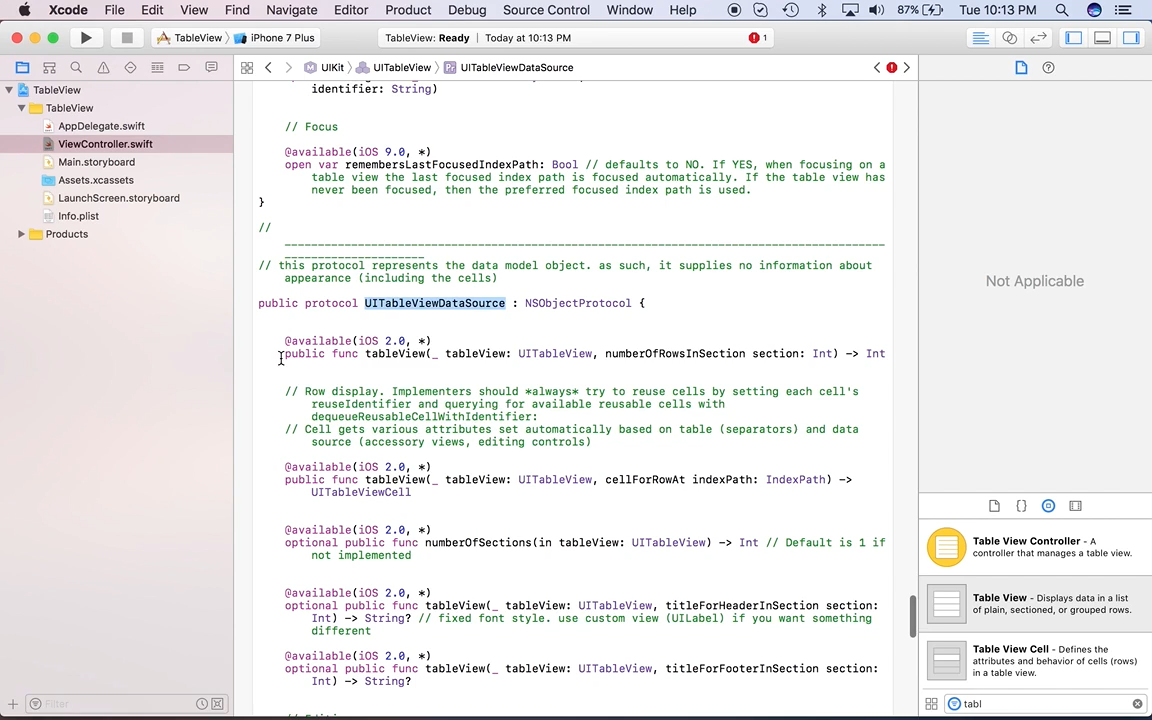 Xcode File Edit View Find Navigate Editor Product Debug Source Control Window Help 87% Tue 10:13 PM
TableView iPhone 7 Plus TableView: Ready | Today at 10:13 PM 1
UIKit UITableView UITableViewDataSource
TableView
TableView
AppDelegate.swift
ViewController.swift
Main.storyboard
Assets.xcassets
LaunchScreen.storyboard
Info.plist
Products
Filter
identifier: String)
// Focus
@available(iOS 9.0, *)
open var remembersLastFocusedIndexPath: Bool // defaults to NO. If YES, when focusing on a
table view the last focused index path is focused automatically. If the table view has
never been focused, then the preferred focused index path is used.
}
//
// this protocol represents the data model object. as such, it supplies no information about
appearance (including the cells)
public protocol UITableViewDataSource : NSObjectProtocol {
@available(iOS 2.0, *)
public func tableView(_ tableView: UITableView, numberOfRowsInSection section: Int) -> Int
// Row display. Implementers should *always* try to reuse cells by setting each cell's
reuseIdentifier and querying for available reusable cells with
dequeueReusableCellWithIdentifier:
// Cell gets various attributes set automatically based on table (separators) and data
source (accessory views, editing controls)
@available(iOS 2.0, *)
public func tableView(_ tableView: UITableView, cellForRowAt indexPath: IndexPath) ->
UITableViewCell
@available(iOS 2.0, *)
optional public func numberOfSections(in tableView: UITableView) -> Int // Default is 1 if
not implemented
@available(iOS 2.0, *)
optional public func tableView(_ tableView: UITableView, titleForHeaderInSection section:
Int) -> String? // fixed font style. use custom view (UILabel) if you want something
different
@available(iOS 2.0, *)
optional public func tableView(_ tableView: UITableView, titleForFooterInSection section:
Int) -> String?
Not Applicable
Table View Controller - A
controller that manages a table view.
Table View - Displays data in a list
of plain, sectioned, or grouped rows.
Table View Cell - Defines the
attributes and behavior of cells (rows)
in a table view.
tabl